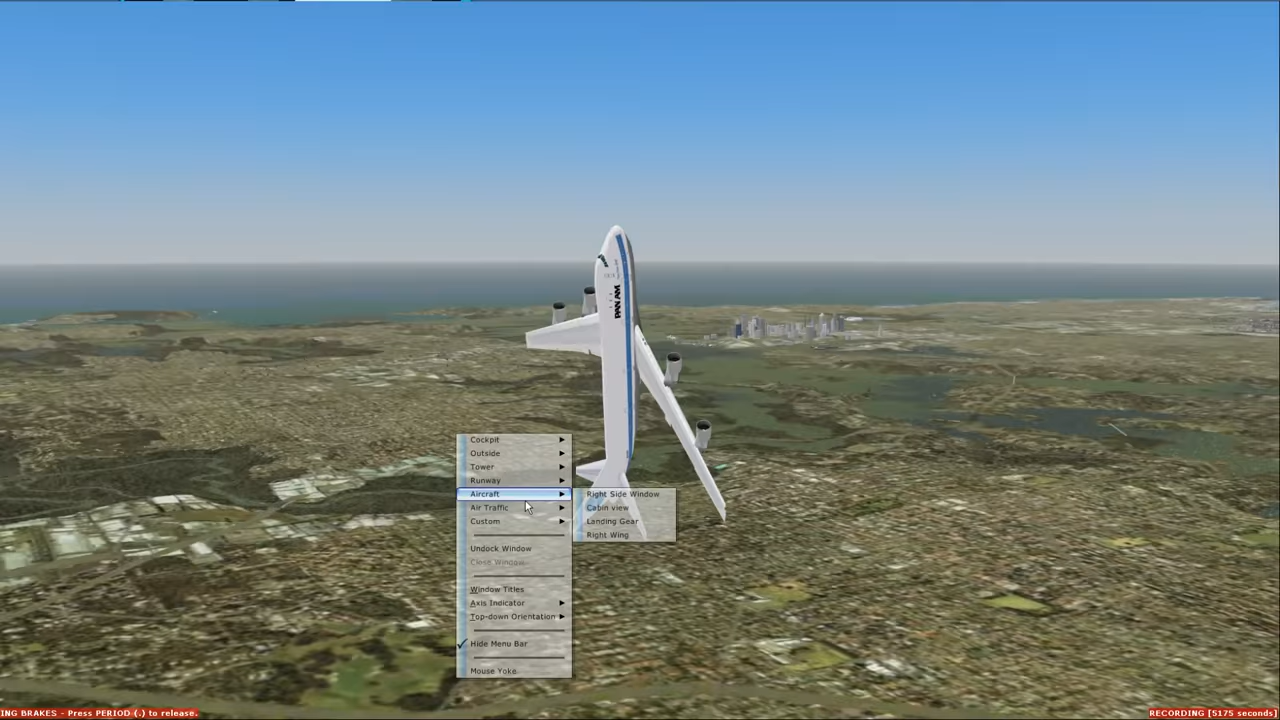 PAN AM
Cockpit
Outside
Tower
Runway
Aircraft
Air Traffic
Custom
Undock Window
Close Window
Window Titles
Axis Indicator
Top-down Orientation
Hide Menu Bar
Mouse Yoke
Right Side Window
Cabin view
Landing Gear
Right Wing
ING BRAKES - Press PERIOD (.) to release.
RECORDING [5175 seconds]